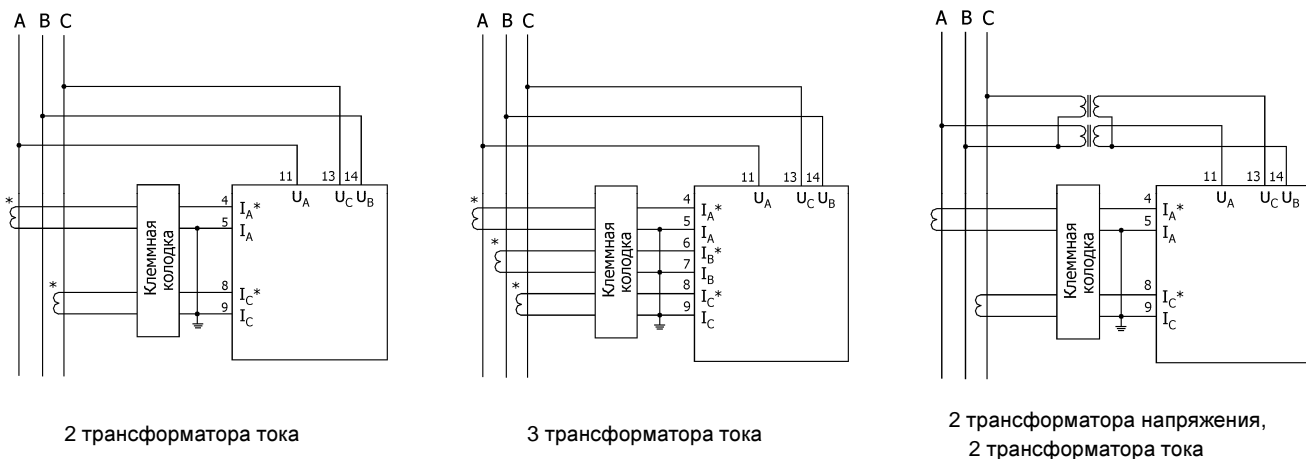 A B C
11 13 14
U_A U_C U_B
* 4 I_A*
5 I_A
* 8 I_C*
9 I_C
Клеммная
колодка
2 трансформатора тока
A B C
11 13 14
U_A U_C U_B
* 4 I_A*
5 I_A
* 6 I_B*
7 I_B
* 8 I_C*
9 I_C
Клеммная
колодка
3 трансформатора тока
A B C
11 13 14
U_A U_C U_B
4 I_A*
5 I_A
8 I_C*
9 I_C
Клеммная
колодка
2 трансформатора напряжения,
2 трансформатора тока